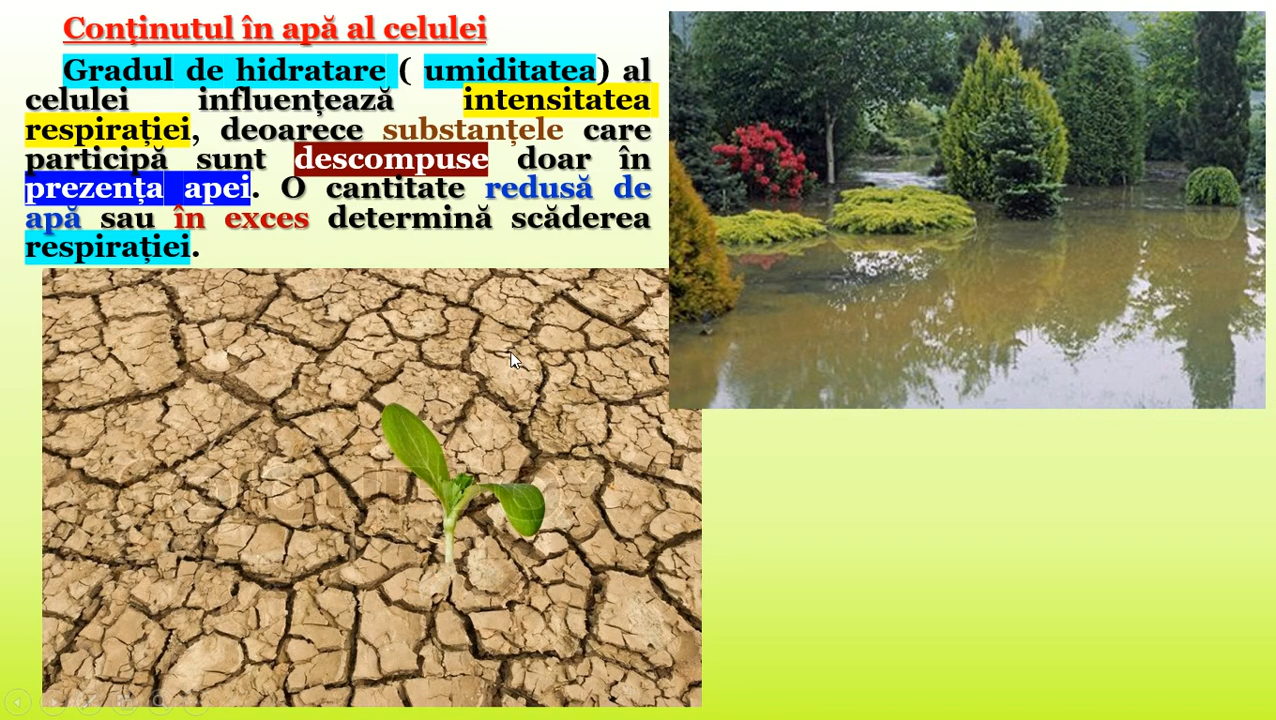 Conținutul în apă al celulei
Gradul de hidratare ( umiditatea) al
celulei influențează intensitatea
respirației, deoarece substanțele care
participă sunt descompuse doar în
prezența apei. O cantitate redusă de
apă sau în exces determină scăderea
respirației.